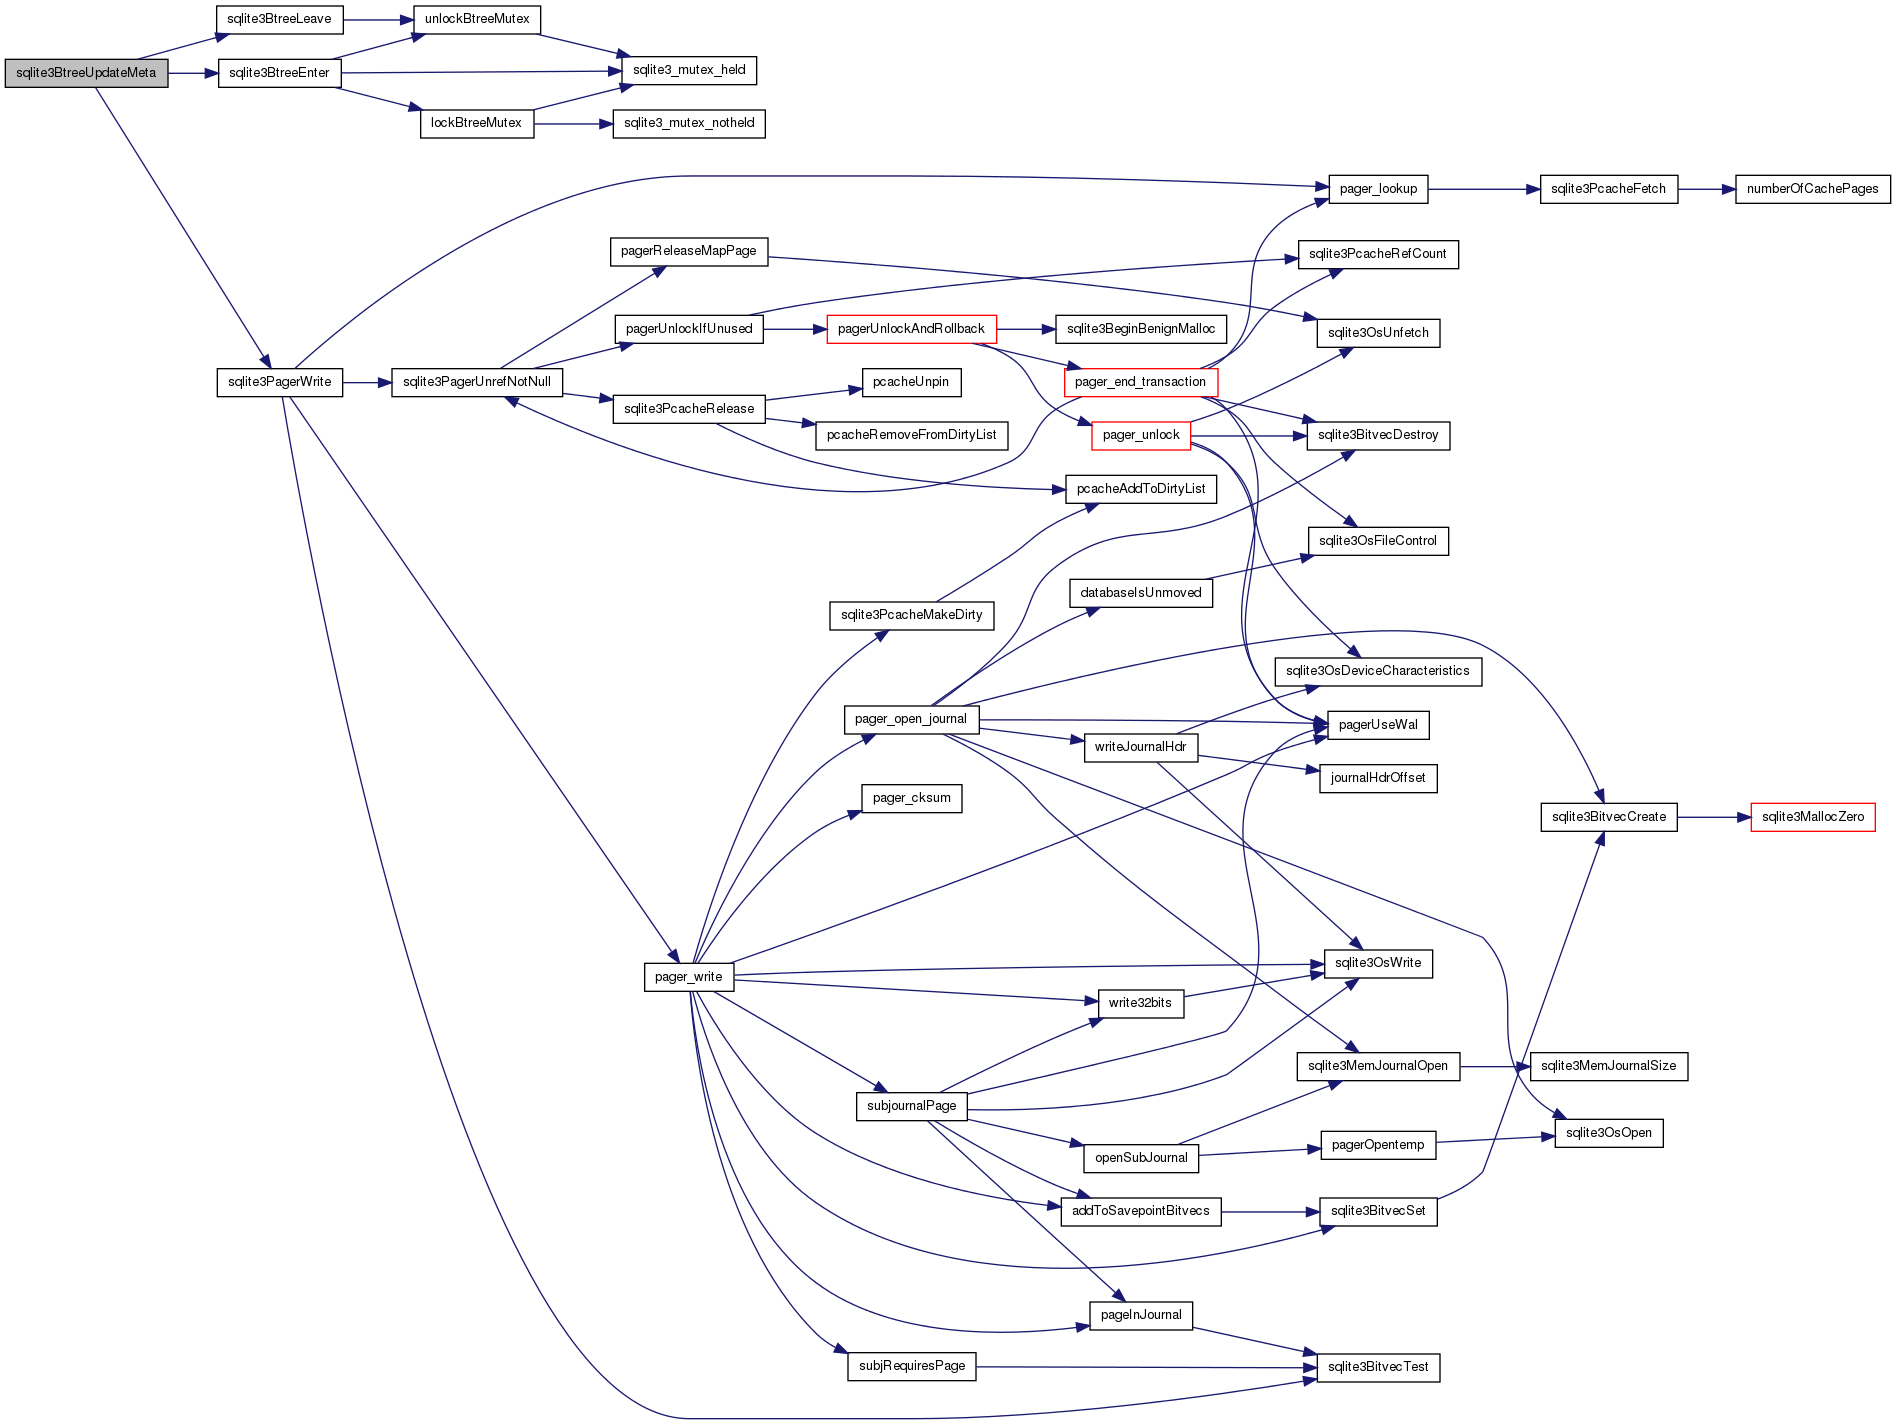 sqlite3BtreeLeave
unlockBtreeMutex
sqlite3BtreeUpdateMeta
sqlite3BtreeEnter
sqlite3_mutex_held
lockBtreeMutex
sqlite3_mutex_notheld
pager_lookup
sqlite3PcacheFetch
numberOfCachePages
pagerReleaseMapPage
sqlite3PcacheRefCount
pagerUnlockIfUnused
pagerUnlockAndRollback
sqlite3BeginBenignMalloc
sqlite3OsUnfetch
sqlite3PagerWrite
sqlite3PagerUnrefNotNull
pcacheUnpin
pager_end_transaction
sqlite3PcacheRelease
pcacheRemoveFromDirtyList
pager_unlock
sqlite3BitvecDestroy
pcacheAddToDirtyList
sqlite3OsFileControl
databaseIsUnmoved
sqlite3PcacheMakeDirty
sqlite3OsDeviceCharacteristics
pager_open_journal
pagerUseWal
writeJournalHdr
journalHdrOffset
pager_cksum
sqlite3BitvecCreate
sqlite3MallocZero
pager_write
sqlite3OsWrite
write32bits
sqlite3MemJournalOpen
sqlite3MemJournalSize
subjournalPage
sqlite3OsOpen
openSubJournal
pagerOpentemp
addToSavepointBitvecs
sqlite3BitvecSet
pageInJournal
subjRequiresPage
sqlite3BitvecTest